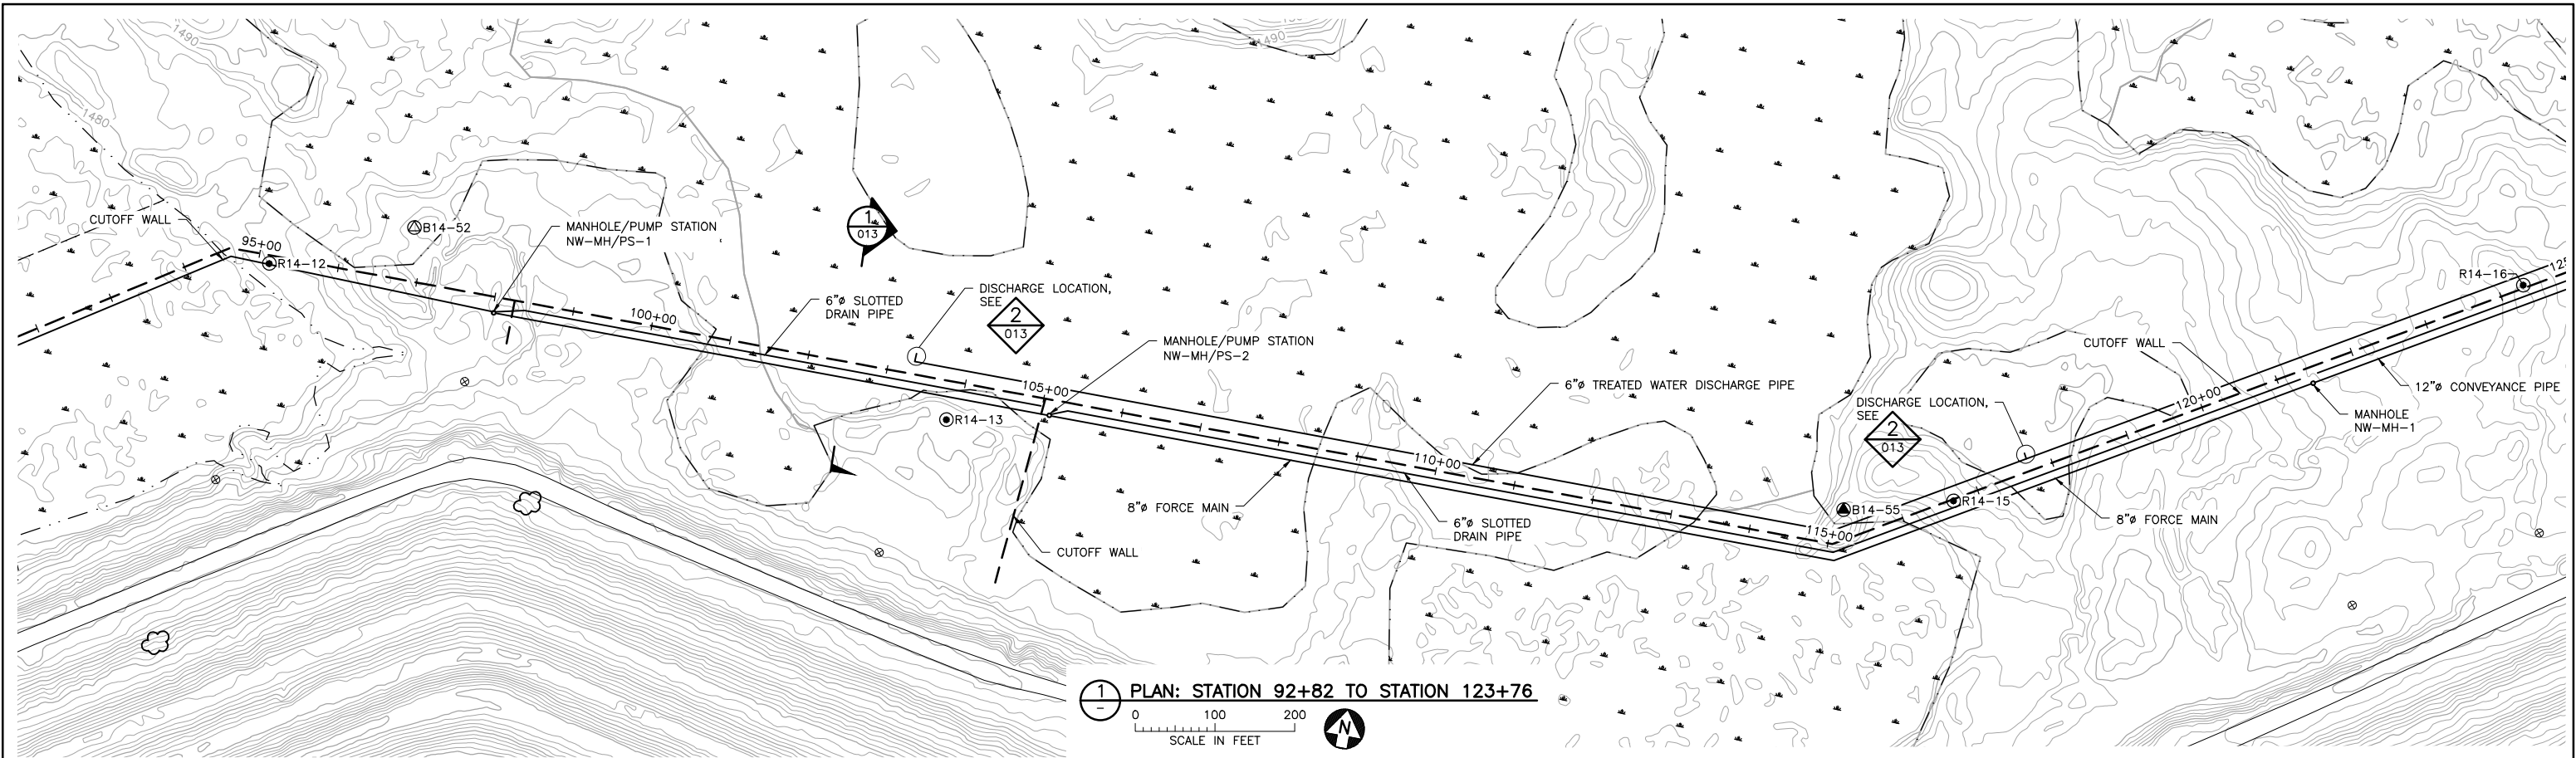 1490
1490
1480
CUTOFF WALL
95+00
B14-52
R14-12
MANHOLE/PUMP STATION
NW-MH/PS-1
1
013
6"ø SLOTTED
DRAIN PIPE
100+00
DISCHARGE LOCATION,
SEE
2
013
MANHOLE/PUMP STATION
NW-MH/PS-2
105+00
R14-13
6"ø TREATED WATER DISCHARGE PIPE
110+00
8"ø FORCE MAIN
6"ø SLOTTED
DRAIN PIPE
CUTOFF WALL
DISCHARGE LOCATION,
SEE
2
013
115+00
B14-55
R14-15
8"ø FORCE MAIN
CUTOFF WALL
120+00
R14-16
12"ø CONVEYANCE PIPE
MANHOLE
NW-MH-1
1
-
PLAN: STATION 92+82 TO STATION 123+76
0 100 200
SCALE IN FEET
N